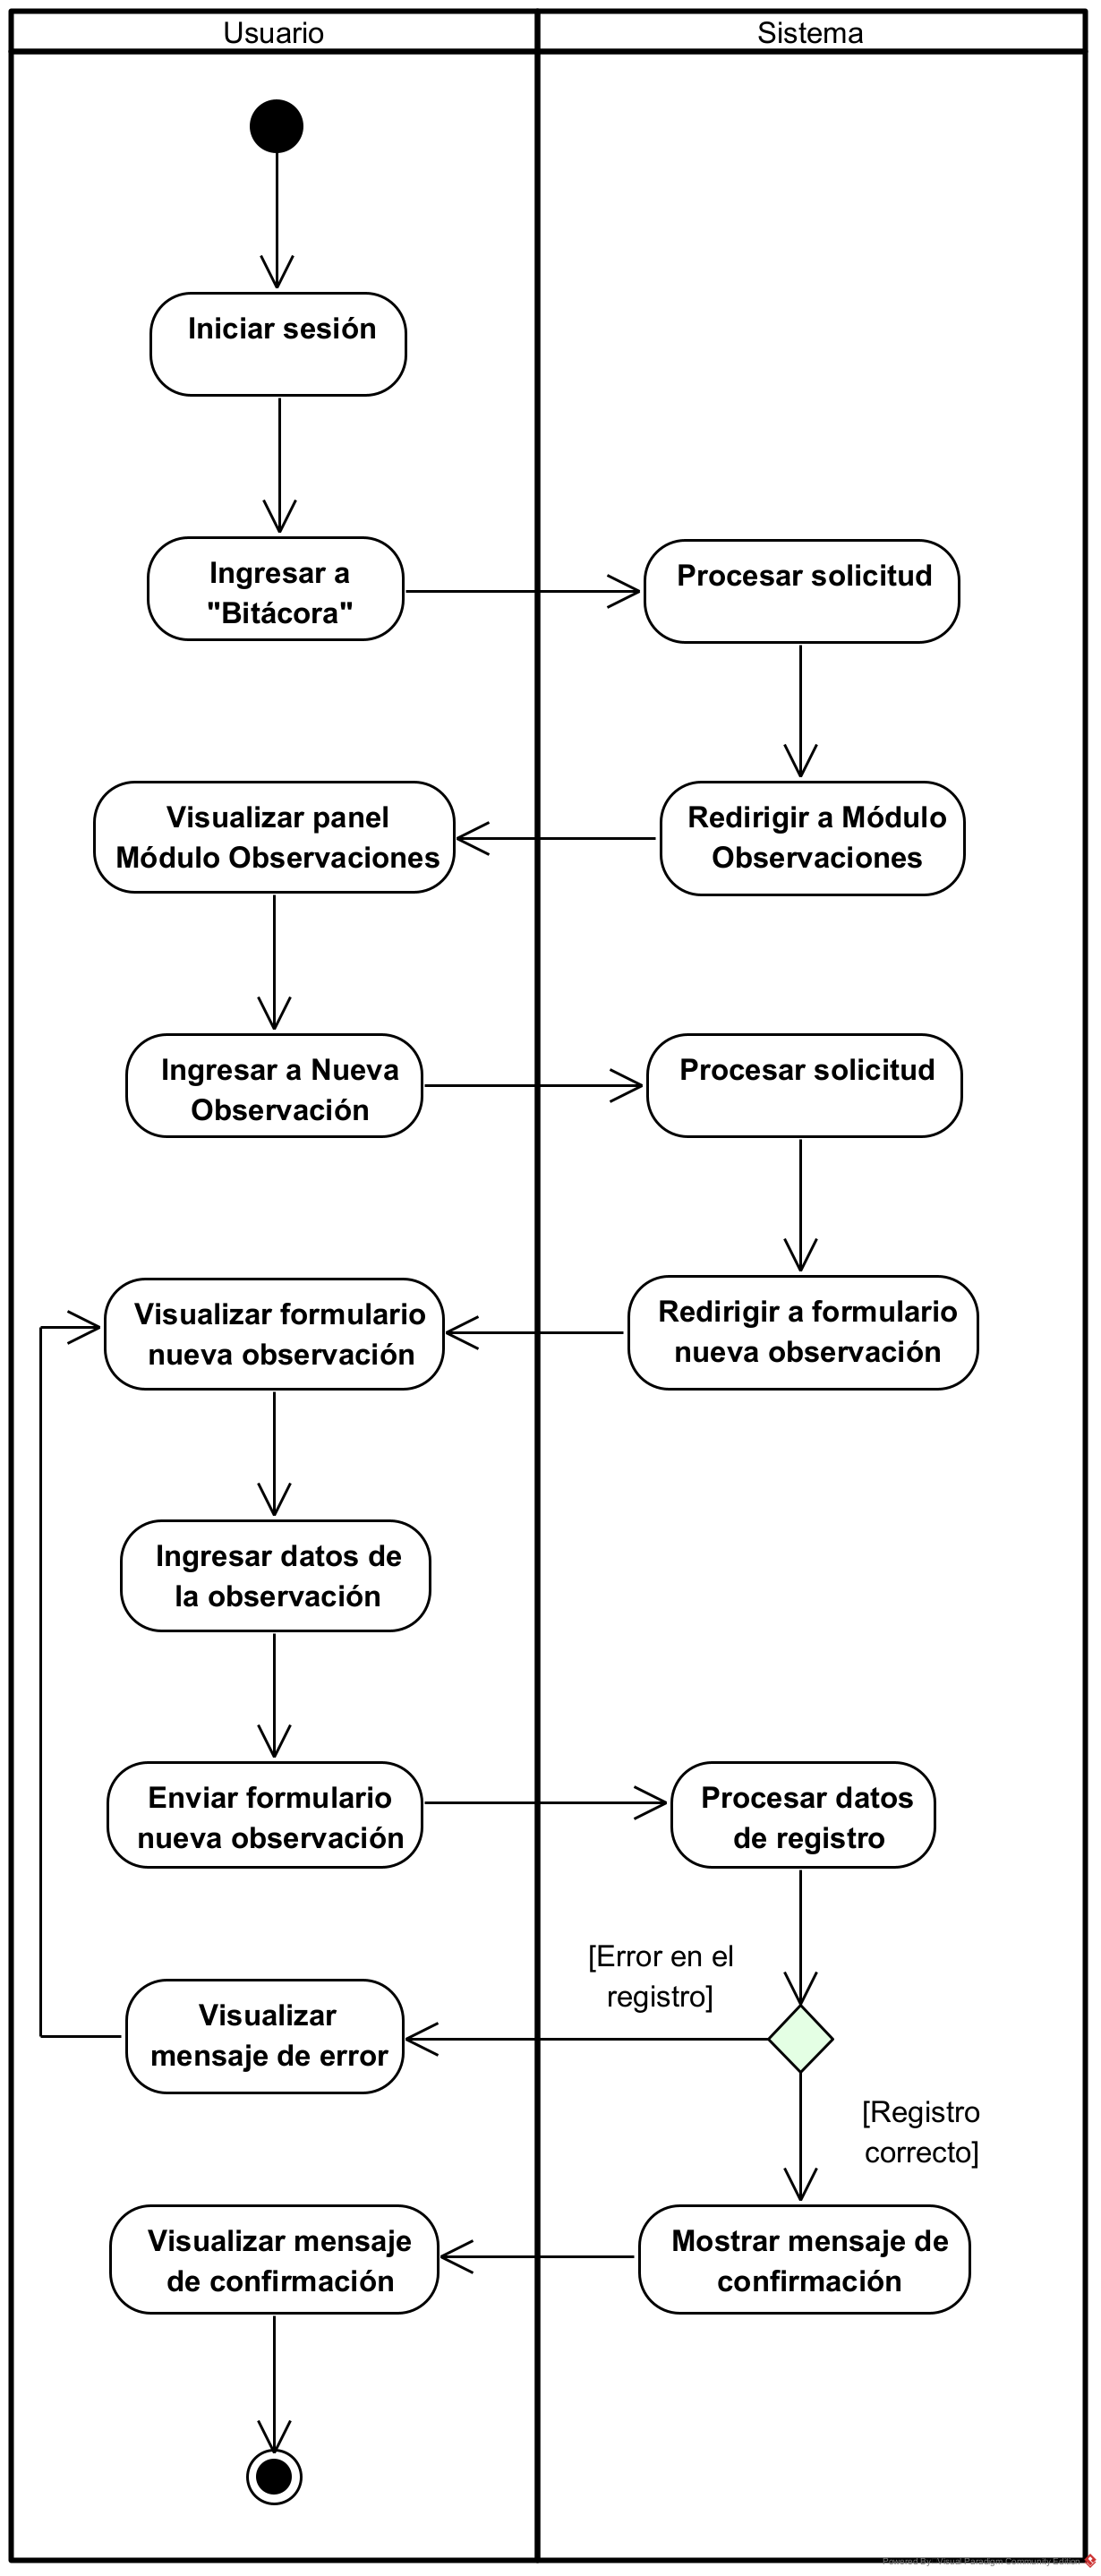 Usuario
Sistema
Iniciar sesión
Ingresar a
"Bitácora"
Procesar solicitud
Visualizar panel
Módulo Observaciones
Redirigir a Módulo
Observaciones
Ingresar a Nueva
Observación
Procesar solicitud
Visualizar formulario
nueva observación
Redirigir a formulario
nueva observación
Ingresar datos de
la observación
Enviar formulario
nueva observación
Procesar datos
de registro
[Error en el
registro]
Visualizar
mensaje de error
[Registro
correcto]
Visualizar mensaje
de confirmación
Mostrar mensaje de
confirmación
Powered By Visual Paradigm Community Edition